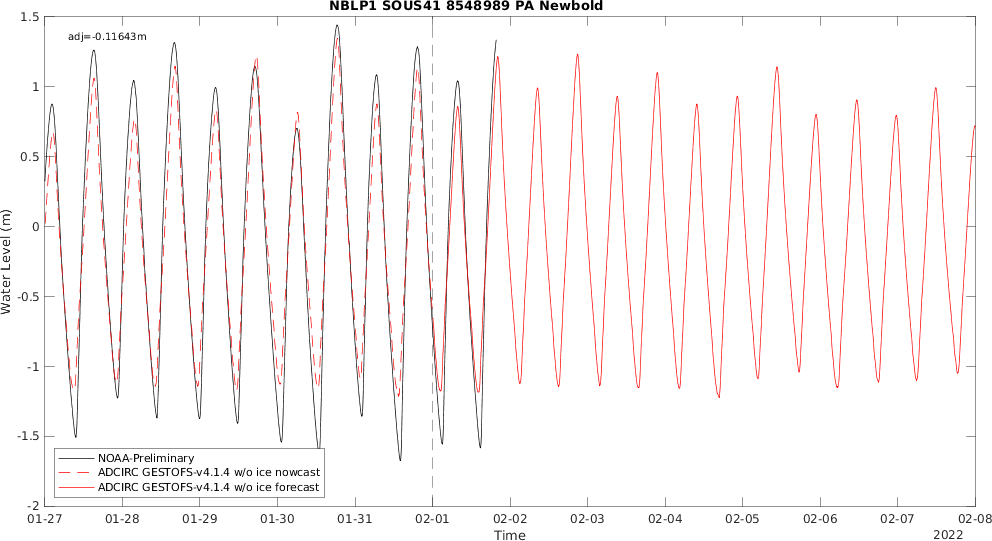 NBLP1 SOUS41 8548989 PA Newbold
adj=-0.11643m
1.5
1
0.5
0
-0.5
-1
-1.5
-2
Water Level (m)
NOAA-Preliminary
ADCIRC GESTOFS-v4.1.4 w/o ice nowcast
ADCIRC GESTOFS-v4.1.4 w/o ice forecast
01-27 01-28 01-29 01-30 01-31 02-01 02-02 02-03 02-04 02-05 02-06 02-07 02-08
Time
2022